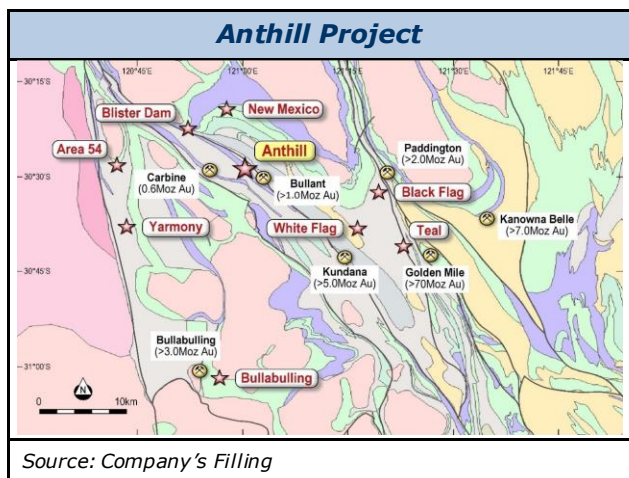 Anthill Project
120°45'E
121°00'E
121°15'E
121°30'E
121°45'E
30°15'S
New Mexico
Blister Dam
Area 54
Anthill
Paddington
(>2.0Moz Au)
30°30'S
Carbine
(0.6Moz Au)
Bullant
(>1.0Moz Au)
Black Flag
Kanowna Belle
(>7.0Moz Au)
Yarmony
White Flag
Teal
30°45'S
Kundana
(>5.0Moz Au)
Golden Mile
(>70Moz Au)
Bullabulling
(>3.0Moz Au)
31°00'S
Bullabulling
N
0
10km
Source: Company's Filling